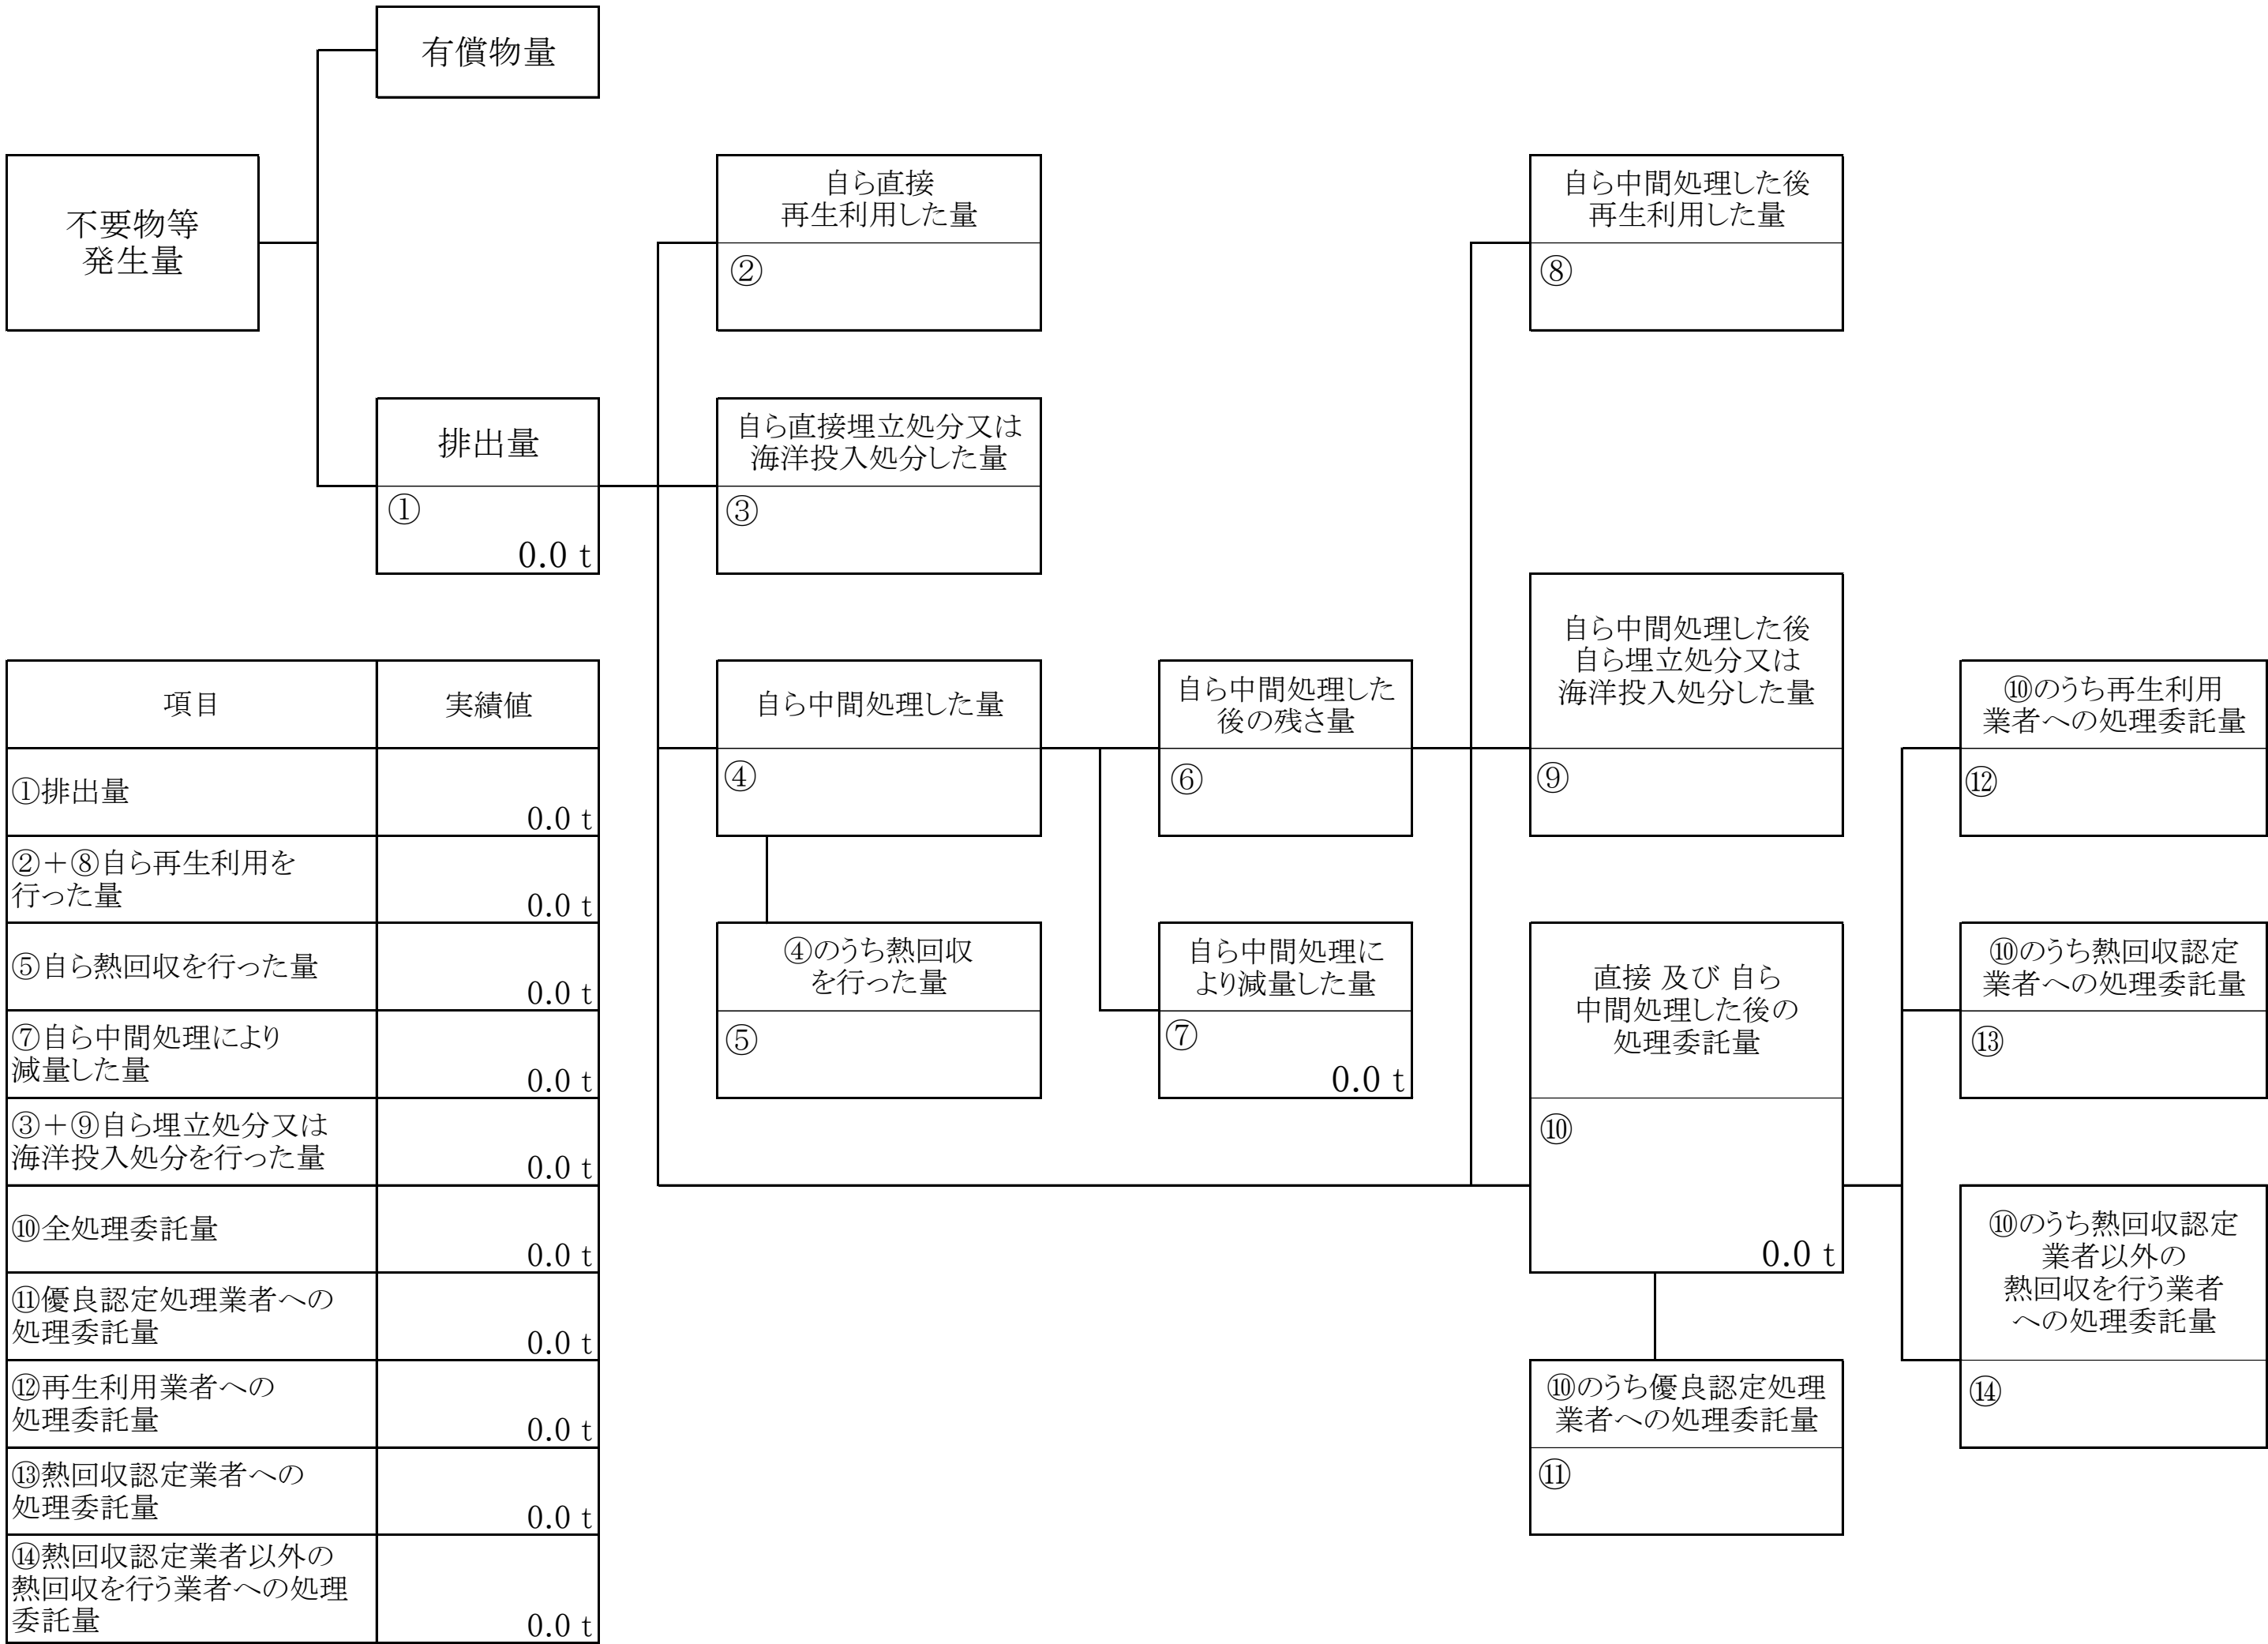 有償物量
不要物等
発生量
排出量
①
0.0 t
自ら直接
再生利用した量
②
自ら直接埋立処分又は
海洋投入処分した量
③
自ら中間処理した量
④
④のうち熱回収
を行った量
⑤
自ら中間処理した
後の残さ量
⑥
自ら中間処理に
より減量した量
⑦
0.0 t
自ら中間処理した後
再生利用した量
⑧
自ら中間処理した後
自ら埋立処分又は
海洋投入処分した量
⑨
直接 及び 自ら
中間処理した後の
処理委託量
⑩
0.0 t
⑩のうち優良認定処理
業者への処理委託量
⑪
⑩のうち再生利用
業者への処理委託量
⑫
⑩のうち熱回収認定
業者への処理委託量
⑬
⑩のうち熱回収認定
業者以外の
熱回収を行う業者
への処理委託量
⑭
項目 実績値
①排出量
0.0 t
②＋⑧自ら再生利用を
行った量
0.0 t
⑤自ら熱回収を行った量
0.0 t
⑦自ら中間処理により
減量した量
0.0 t
③＋⑨自ら埋立処分又は
海洋投入処分を行った量
0.0 t
⑩全処理委託量
0.0 t
⑪優良認定処理業者への
処理委託量
0.0 t
⑫再生利用業者への
処理委託量
0.0 t
⑬熱回収認定業者への
処理委託量
0.0 t
⑭熱回収認定業者以外の
熱回収を行う業者への処理
委託量
0.0 t